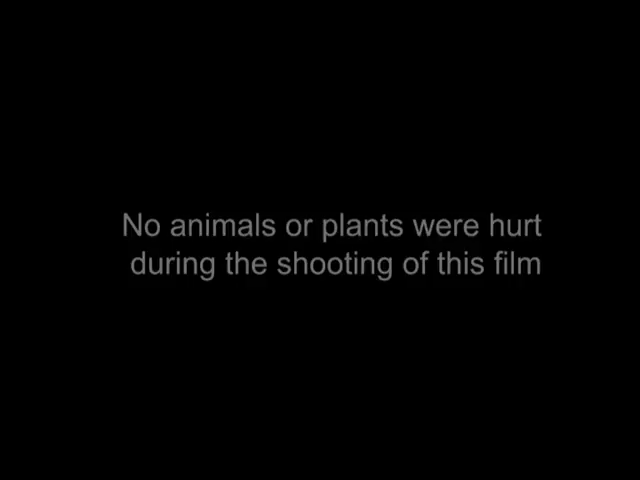 No animals or plants were hurt
during the shooting of this film